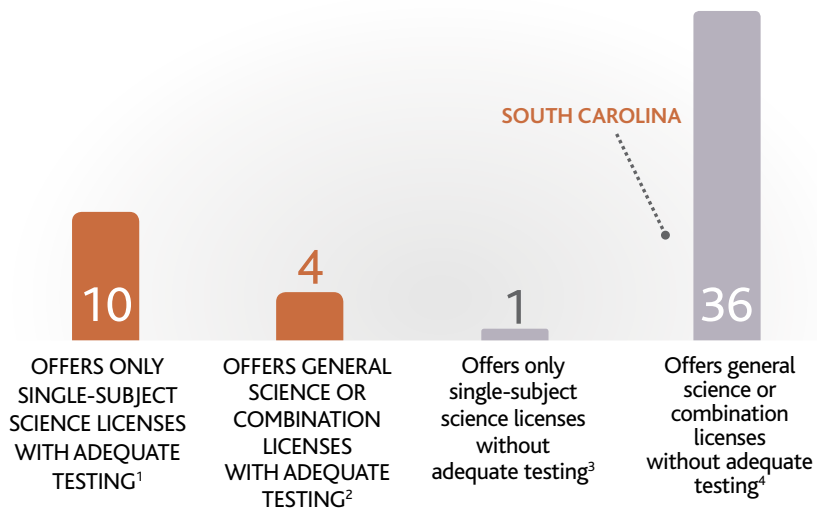 SOUTH CAROLINA
10
4
1
36
OFFERS ONLY
SINGLE-SUBJECT
SCIENCE LICENSES
WITH ADEQUATE
TESTING¹
OFFERS GENERAL
SCIENCE OR
COMBINATION
LICENSES
WITH ADEQUATE
TESTING²
Offers only
single-subject
science licenses
without
adequate testing³
Offers general
science or
combination
licenses
without adequate
testing⁴